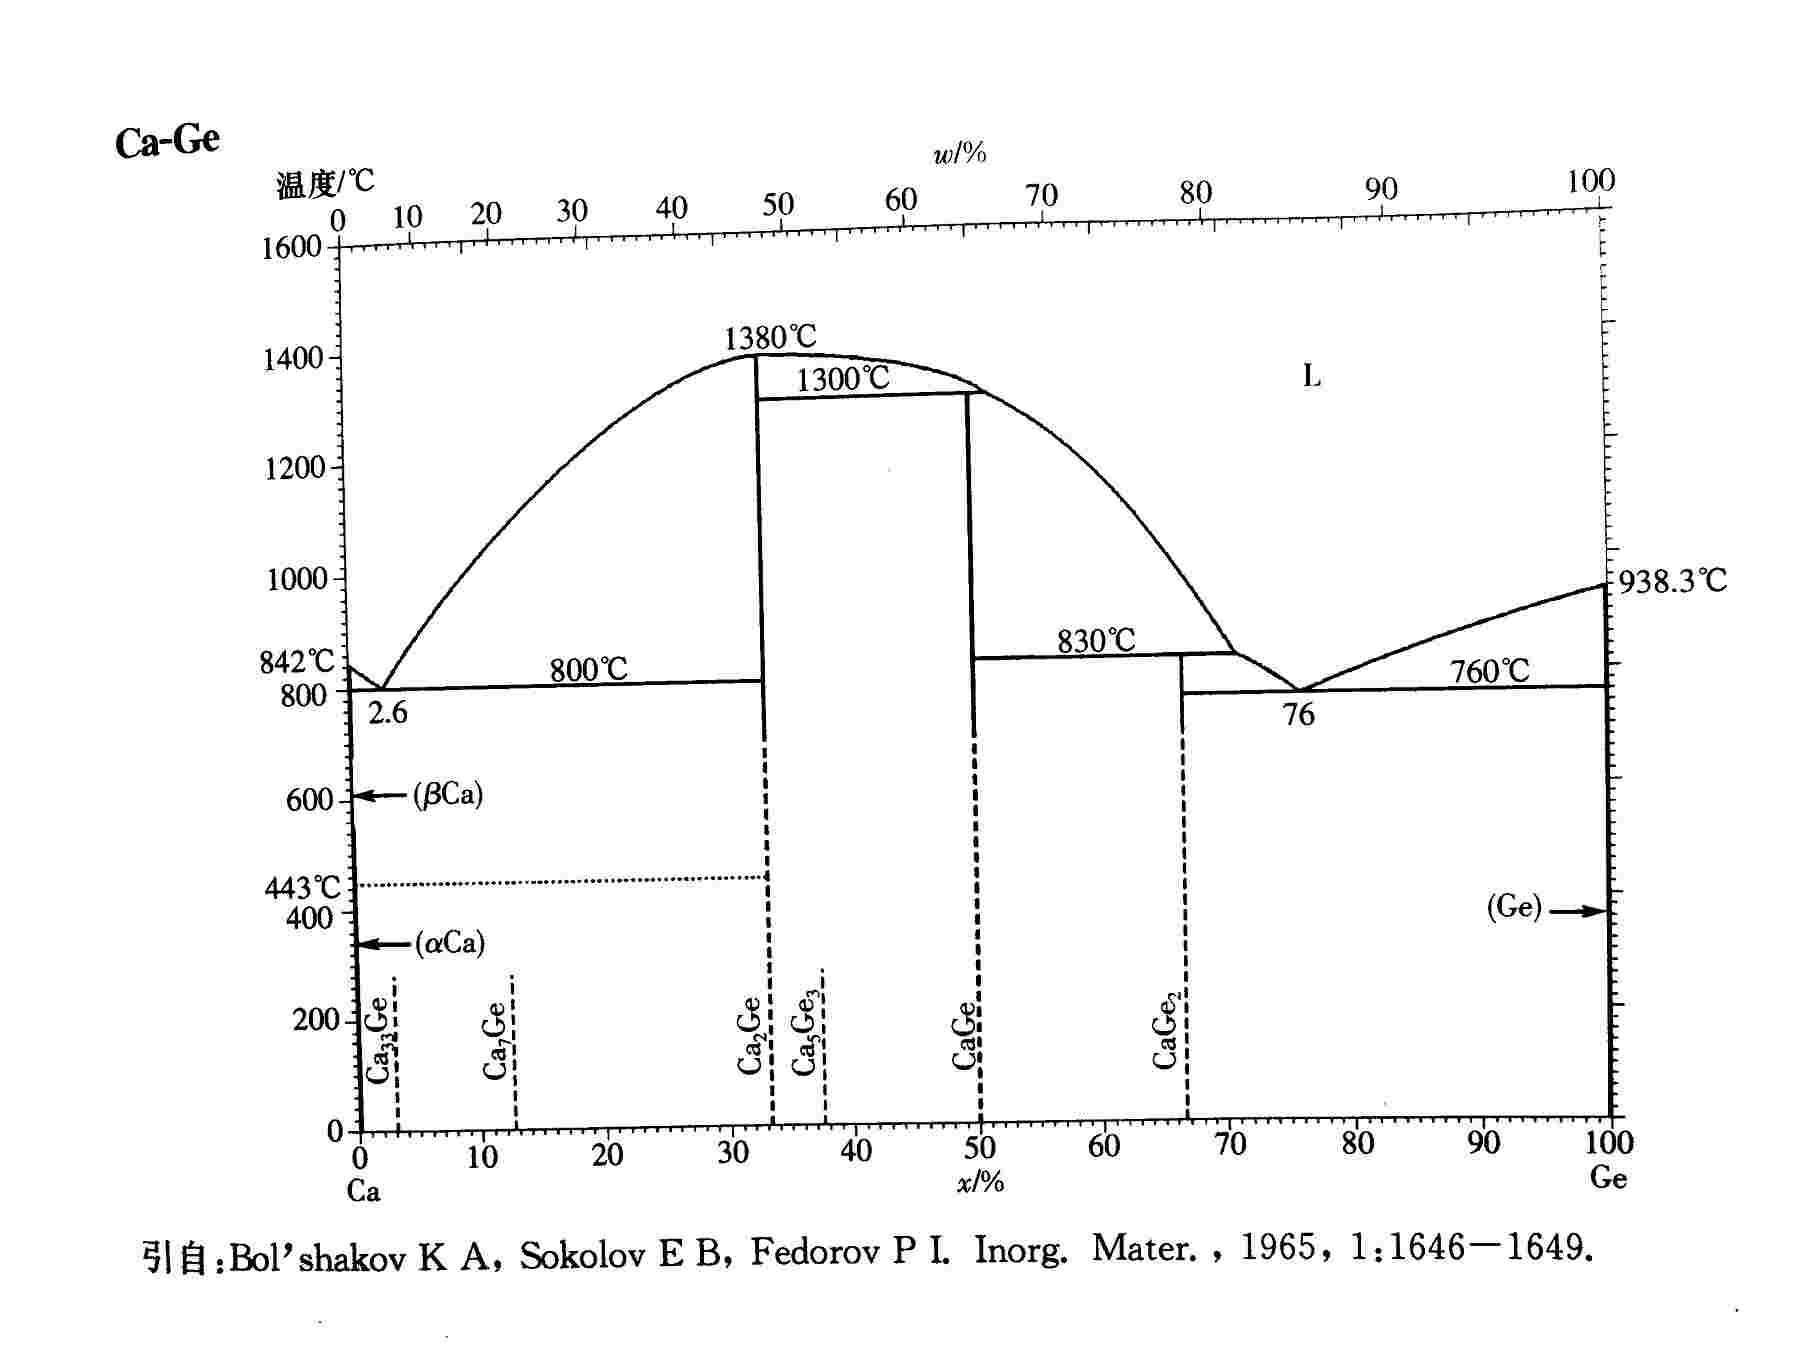 Ca-Ge
w/%
温度/℃
0 10 20 30 40 50 60 70 80 90 100
1600
1380℃
1400
1300℃
L
1200
1000
938.3℃
842℃
830℃
800℃
760℃
800
2.6
76
600
(βCa)
443℃
400
(Ge)
(αCa)
200
Ca₃₃Ge
Ca₇Ge
Ca₂Ge
Ca₅Ge₃
CaGe
CaGe₂
0
0 10 20 30 40 50 60 70 80 90 100
Ca x/% Ge
引自:Bol'shakov K A, Sokolov E B, Fedorov P I. Inorg. Mater. , 1965, 1:1646—1649.